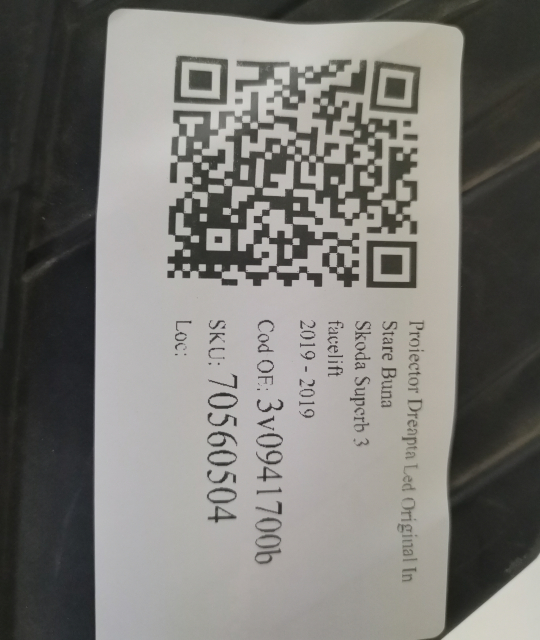 Proiector Dreapta Led Original In
Stare Buna
Skoda Superb 3
facelift
2019 - 2019
Cod OE: 3v0941700b
SKU: 70560504
Loc: